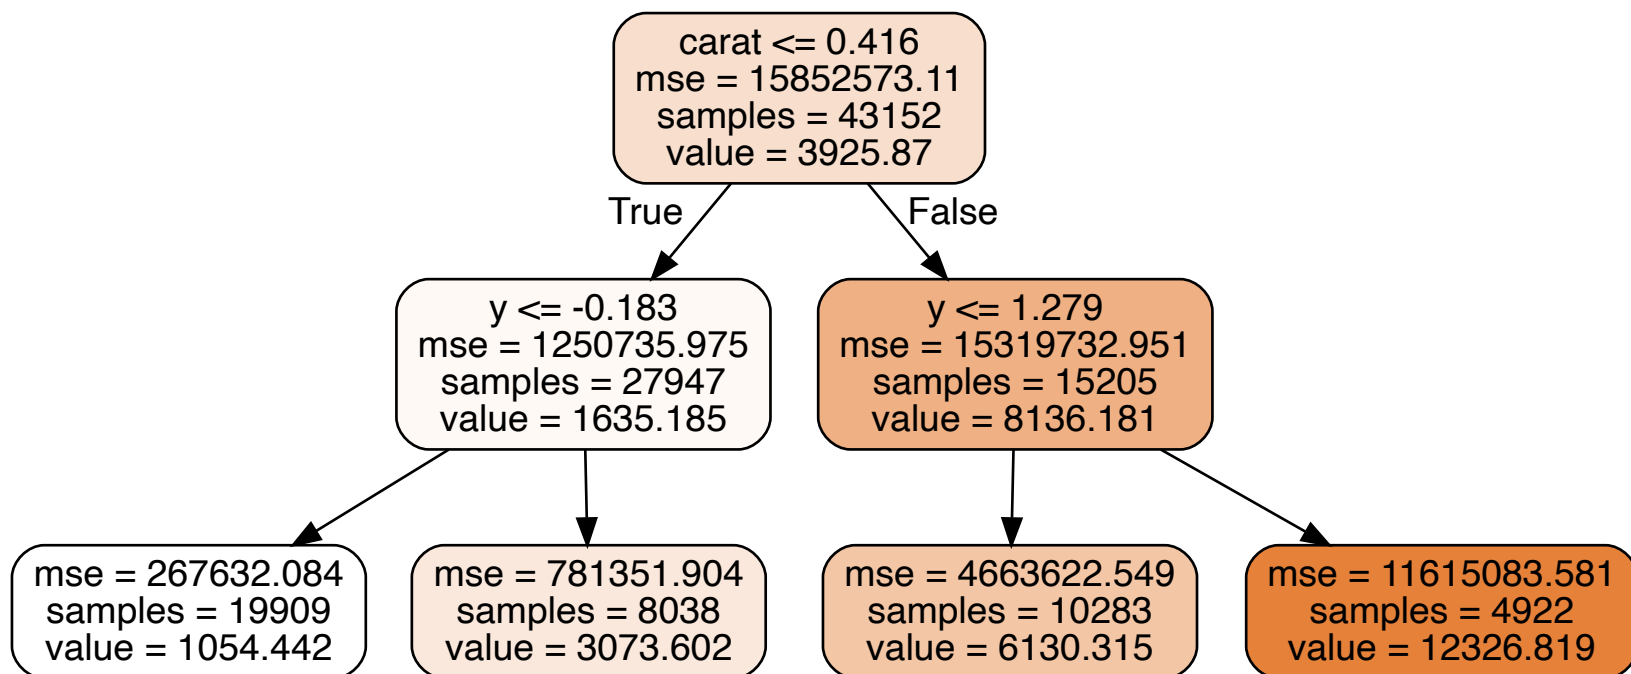 carat <= 0.416
mse = 15852573.11
samples = 43152
value = 3925.87
True
False
y <= -0.183
mse = 1250735.975
samples = 27947
value = 1635.185
y <= 1.279
mse = 15319732.951
samples = 15205
value = 8136.181
mse = 267632.084
samples = 19909
value = 1054.442
mse = 781351.904
samples = 8038
value = 3073.602
mse = 4663622.549
samples = 10283
value = 6130.315
mse = 11615083.581
samples = 4922
value = 12326.819